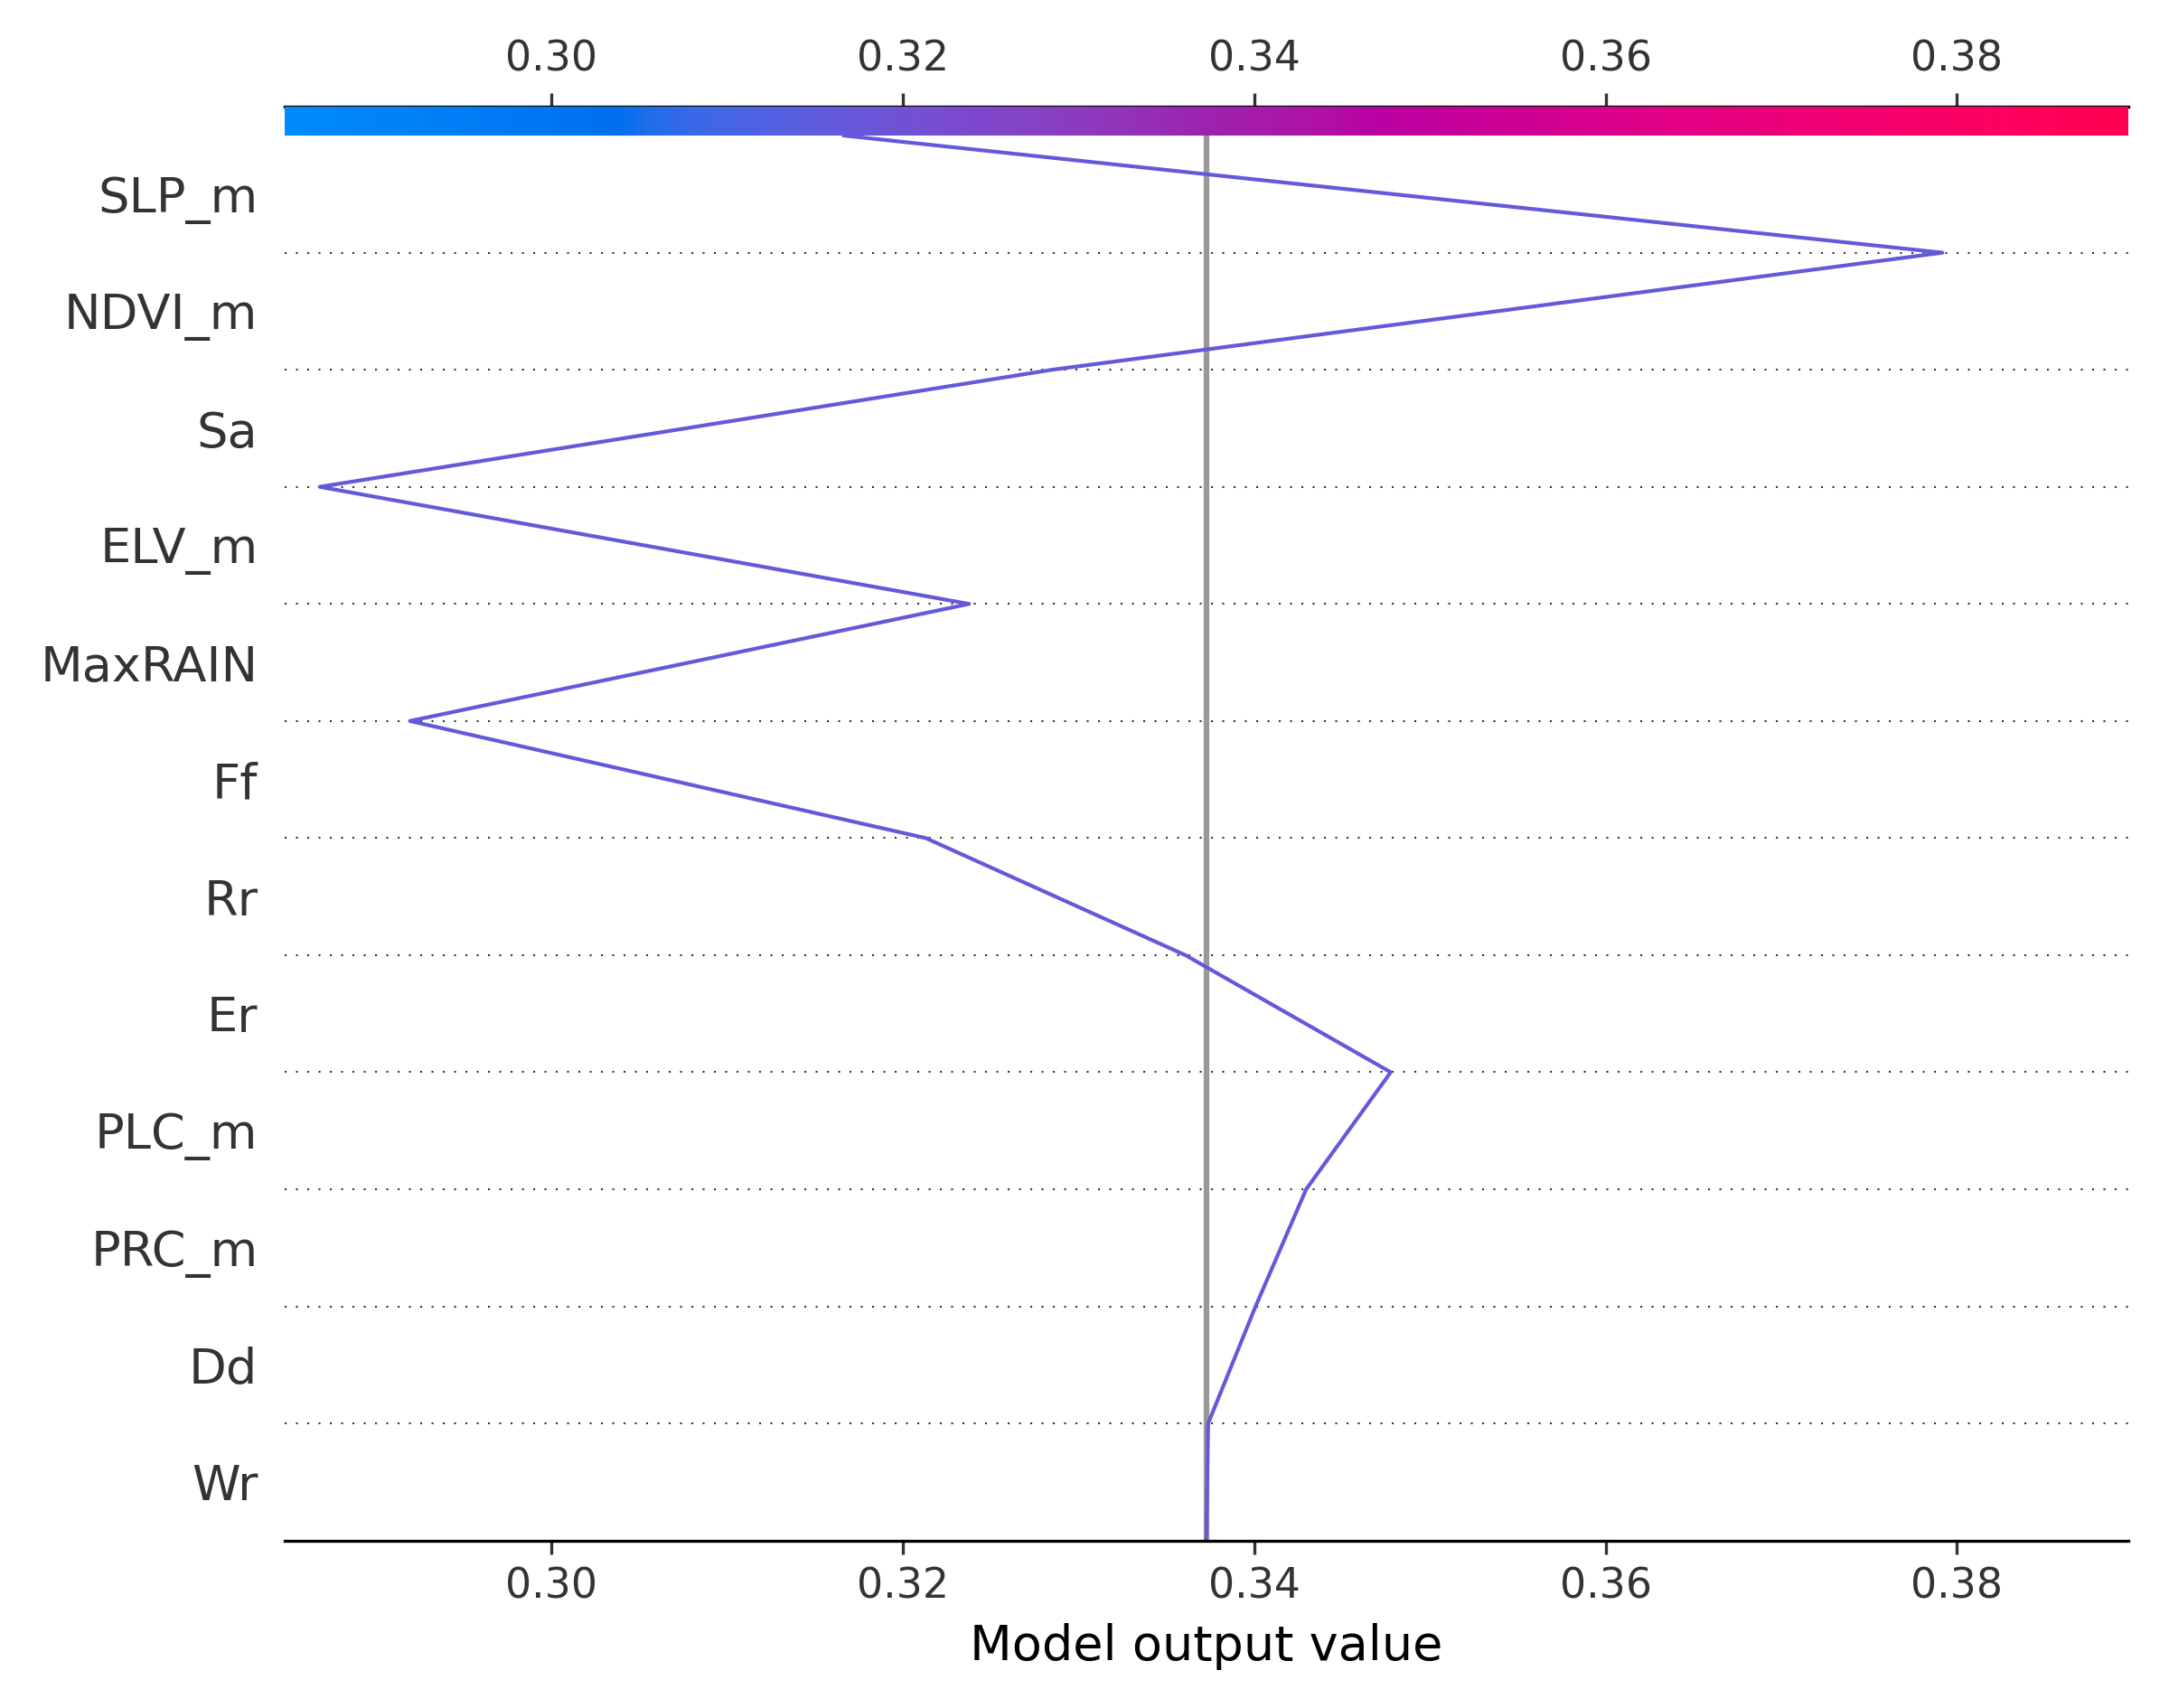 0.30 0.32 0.34 0.36 0.38
SLP_m
NDVI_m
Sa
ELV_m
MaxRAIN
Ff
Rr
Er
PLC_m
PRC_m
Dd
Wr
0.30 0.32 0.34 0.36 0.38
Model output value